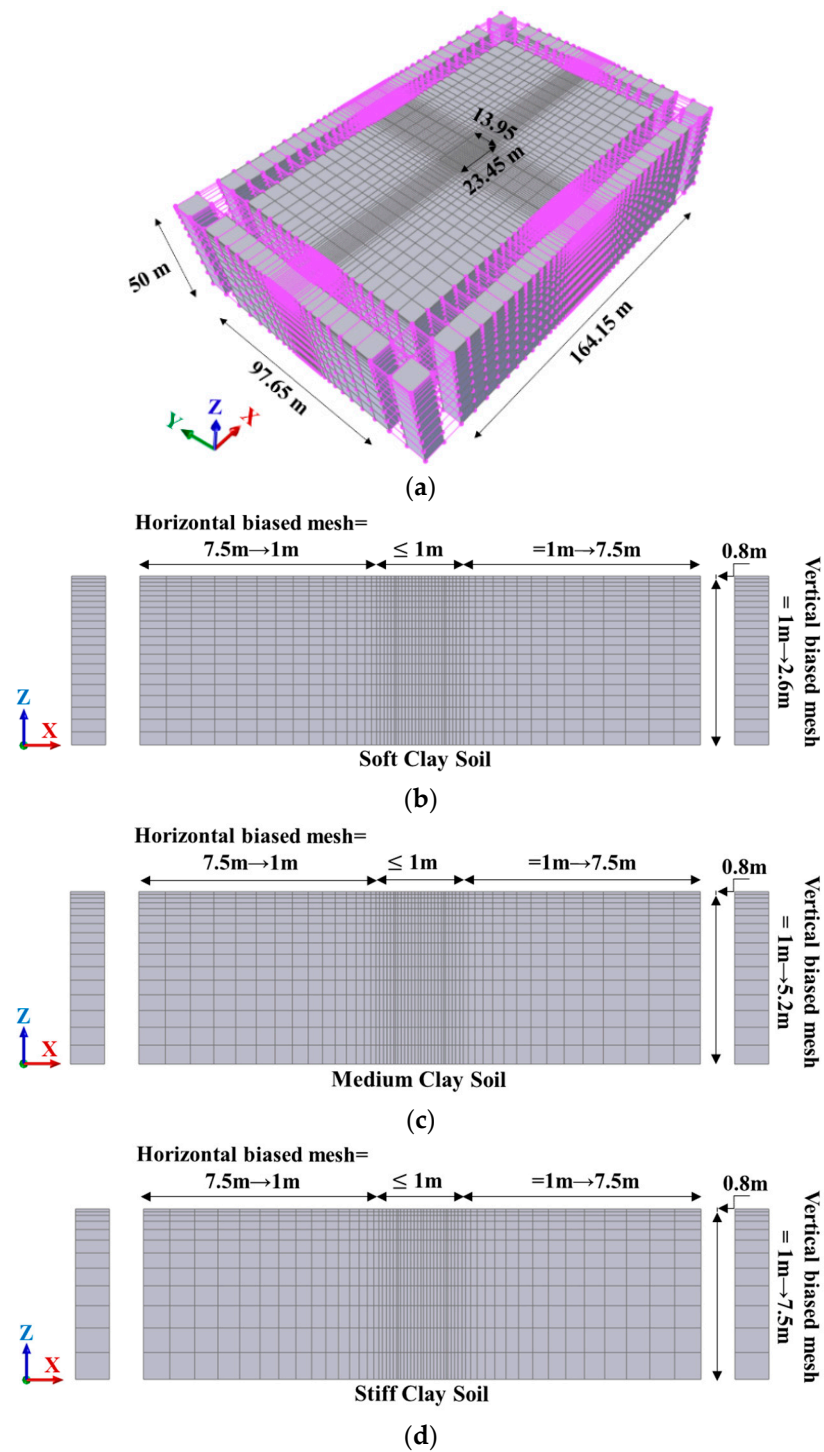 13.95
23.45 m
50 m
97.65 m
164.15 m
Y
Z
X
(a)
Horizontal biased mesh=
7.5m→1m
≤ 1m
=1m→7.5m
0.8m
Vertical biased mesh
= 1m→2.6m
Z
X
Soft Clay Soil
(b)
Horizontal biased mesh=
7.5m→1m
≤ 1m
=1m→7.5m
0.8m
Vertical biased mesh
= 1m→5.2m
Z
X
Medium Clay Soil
(c)
Horizontal biased mesh=
7.5m→1m
≤ 1m
=1m→7.5m
0.8m
Vertical biased mesh
= 1m→7.5m
Z
X
Stiff Clay Soil
(d)